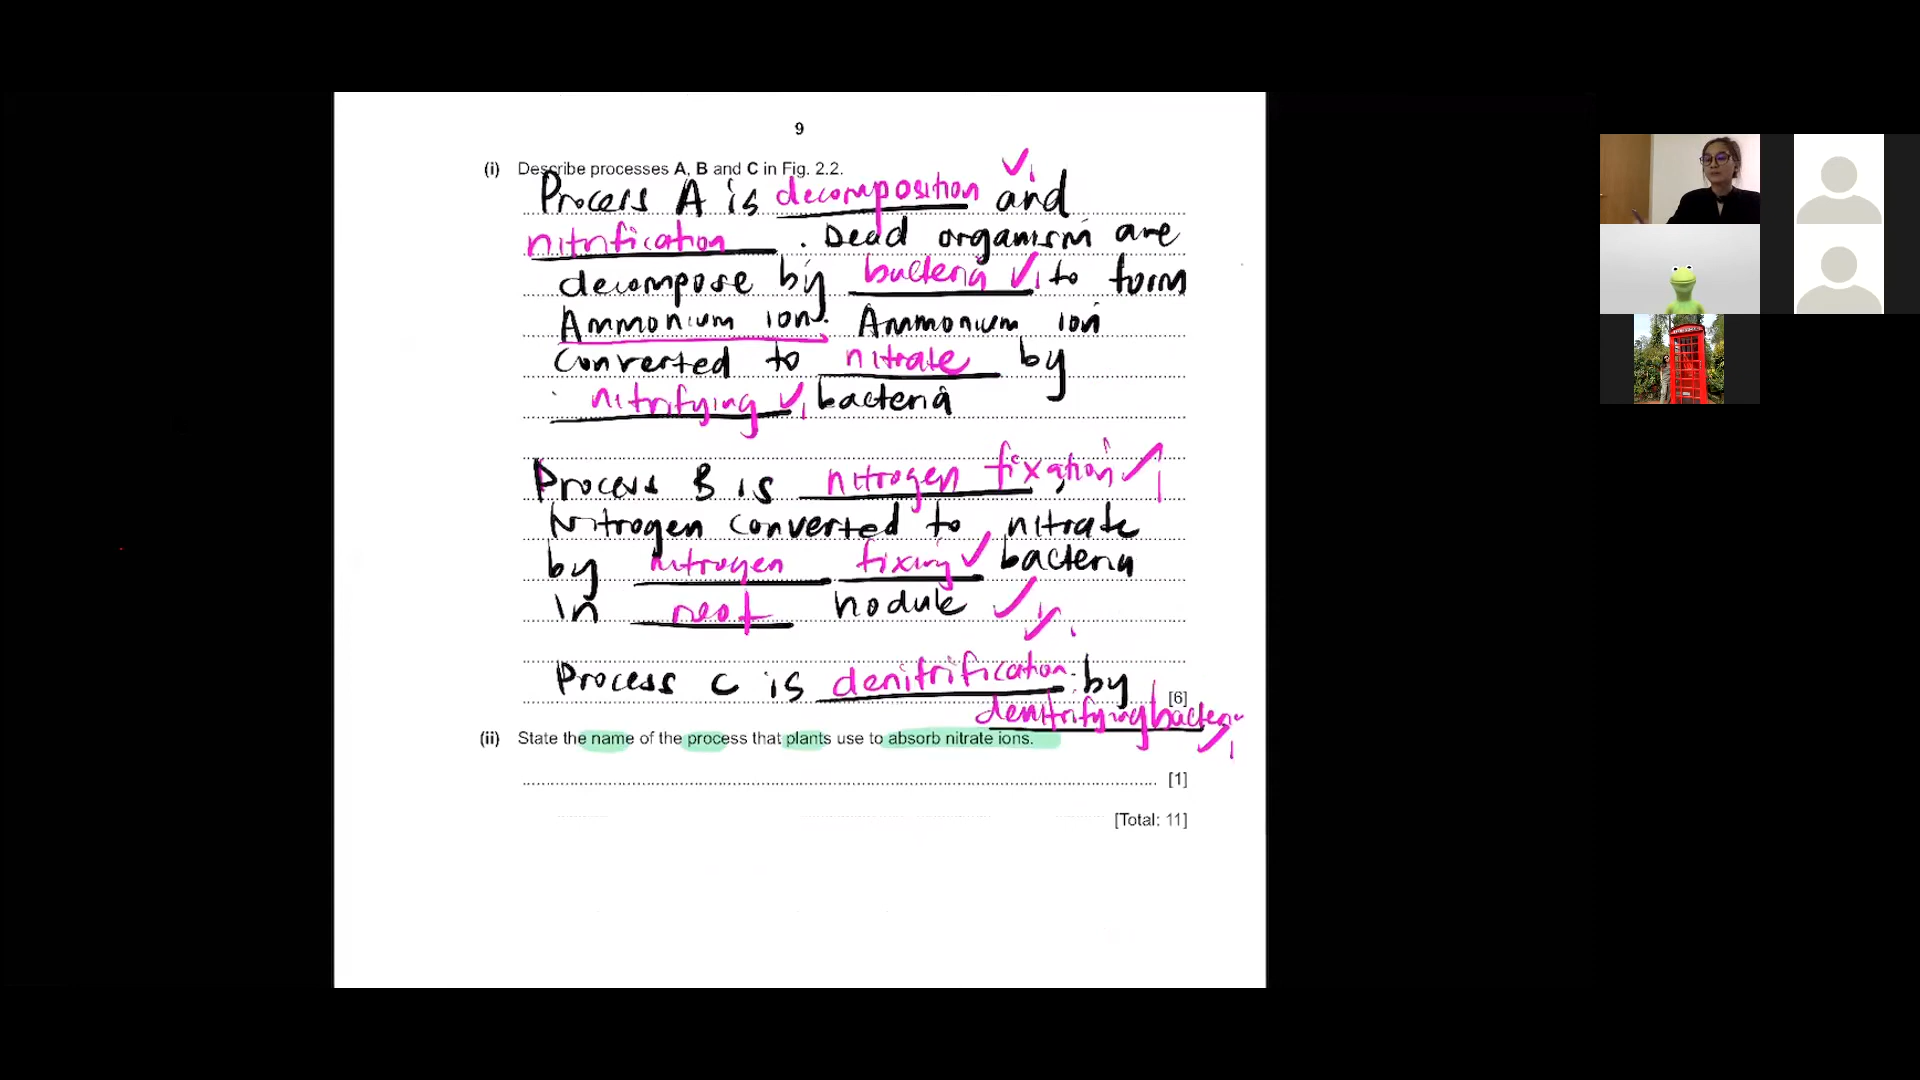 9
(i) Describe processes A, B and C in Fig. 2.2.
Process A is decomposition and
nitrification. Dead organism are
decompose by bacteria to form
Ammonium ion. Ammonium ion
converted to nitrate by
nitrifying bacteria
Process B is nitrogen fixation,
Nitrogen converted to nitrate
by nitrogen fixing bacteria
in root nodule
Process C is denitrification by
[6]
denitrifying bacteria
(ii) State the name of the process that plants use to absorb nitrate ions.
[1]
[Total: 11]